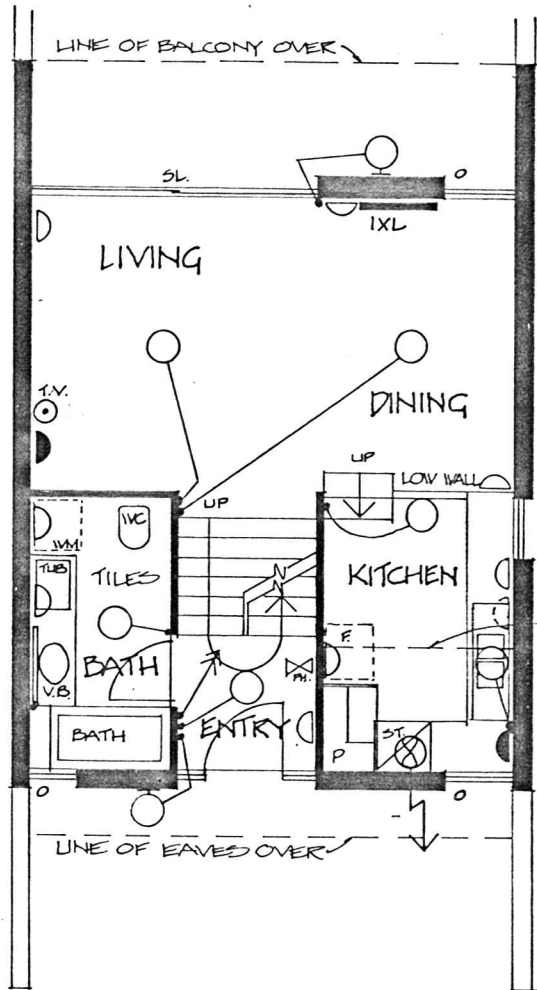 LINE OF BALCONY OVER
SL.
O
IXL
LIVING
T.V.
DINING
UP
UP
LOW WALL
WC
WM
TUB
TILES
KITCHEN
F.
BATH
V.B.
PH.
ENTRY
BATH
ST.
P
O
O
LINE OF EAVES OVER